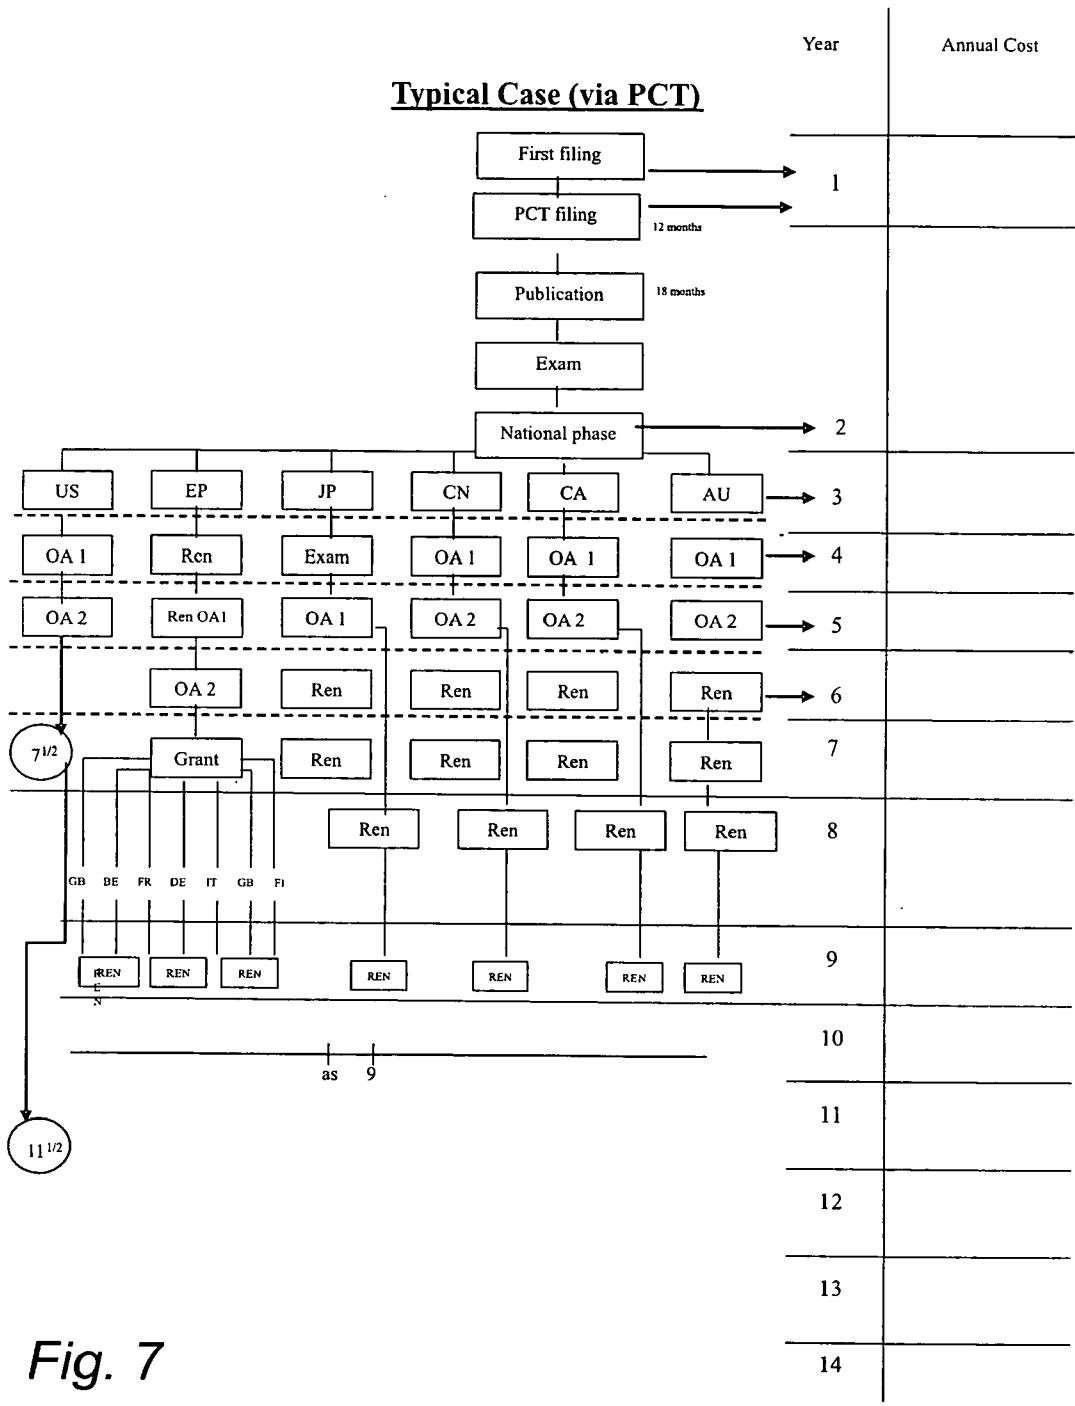 Year Annual Cost
Typical Case (via PCT)
First filing
1
PCT filing
12 months
Publication 18 months
Exam
National phase 2
US EP JP CN CA AU 3
OA 1 Ren Exam OA 1 OA 1 OA 1 4
OA 2 Ren OA1 OA 1 OA 2 OA 2 OA 2 5
OA 2 Ren Ren Ren Ren 6
7 1/2 Grant Ren Ren Ren Ren 7
Ren Ren Ren Ren 8
GB BE FR DE IT GB FI
REN REN REN REN REN REN REN 9
R
E
N
10
as 9
11
11 1/2
12
13
Fig. 7
14